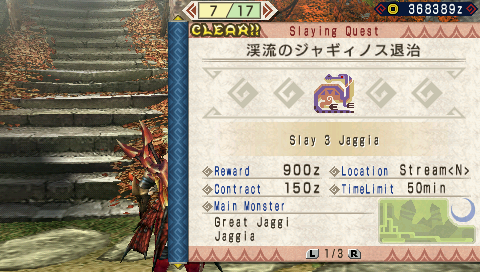 7 / 17
368389z
CLEAR!!
Slaying Quest
渓流のジャギィノス退治
Slay 3 Jaggia
Reward 900z
Location Stream<N>
Contract 150z
TimeLimit 50min
Main Monster
Great Jaggi
Jaggia
L 1/3 R